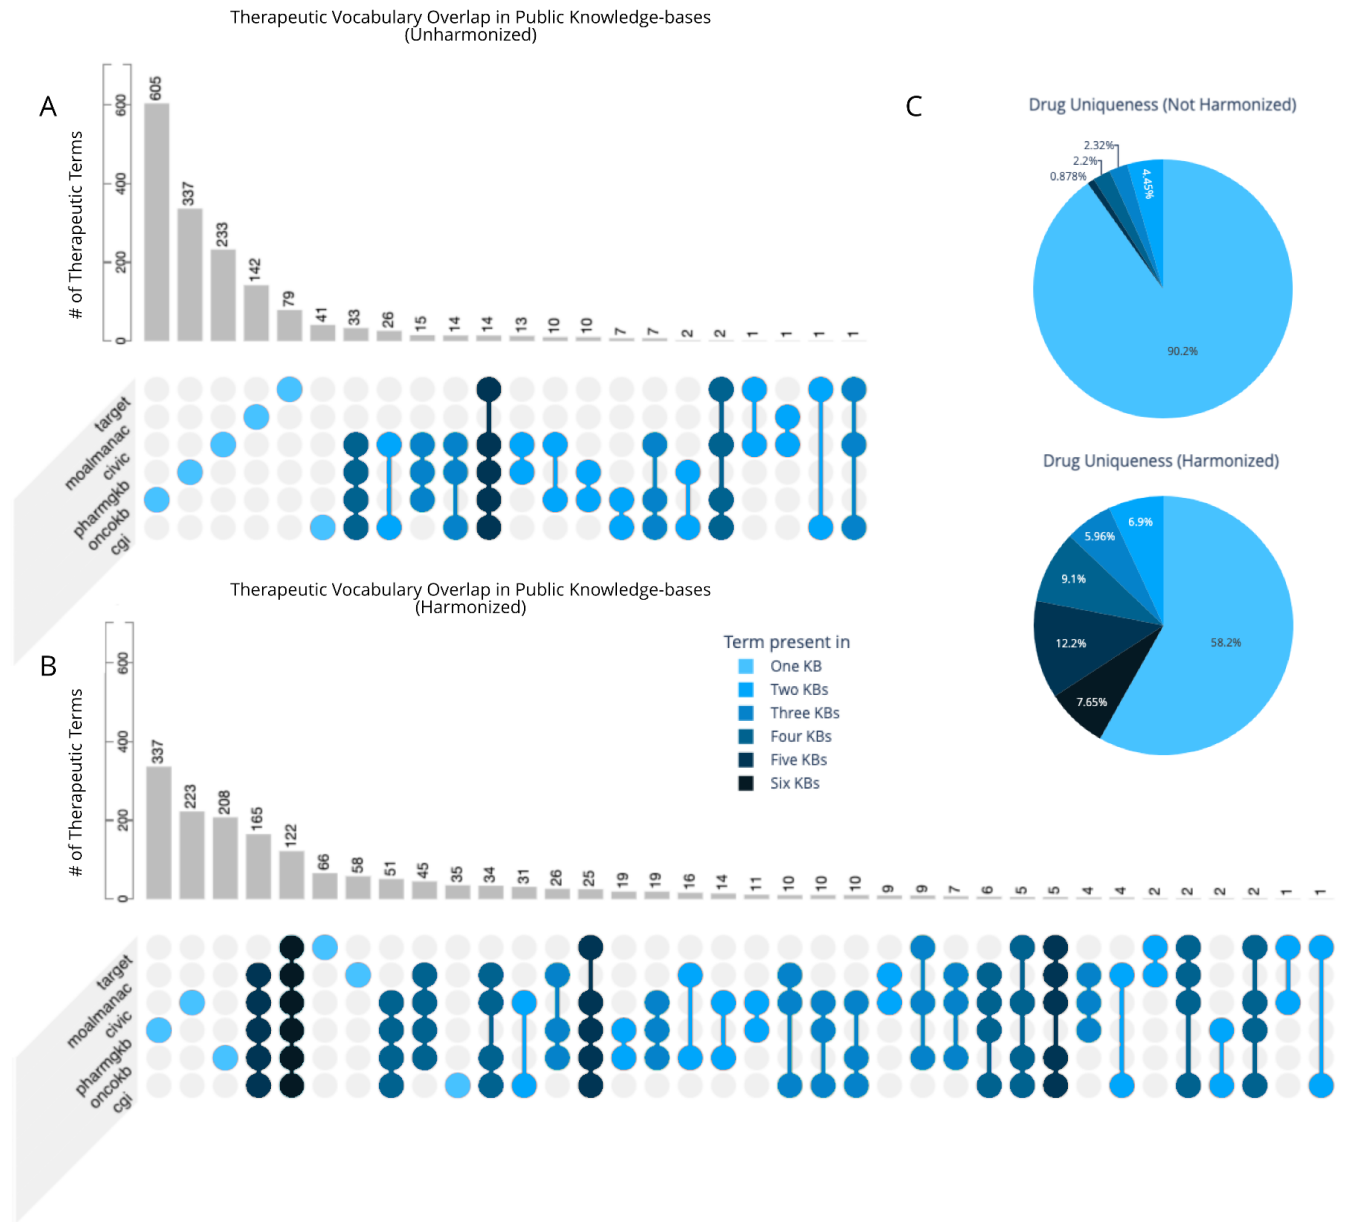 Therapeutic Vocabulary Overlap in Public Knowledge-bases
(Unharmonized)
A
# of Therapeutic Terms
0 200 400 600
605 337 233 142 79 41 33 26 15 14 14 13 10 10 7 7 2 2 1 1 1 1
target
moalmanac
civic
pharmgkb
oncokb
cgi
Therapeutic Vocabulary Overlap in Public Knowledge-bases
(Harmonized)
B
# of Therapeutic Terms
0 200 400 600
337 223 208 165 122 66 58 51 45 35 34 31 26 25 19 19 16 14 11 10 10 10 9 9 7 6 5 5 4 4 2 2 2 2 1 1
Term present in
One KB
Two KBs
Three KBs
Four KBs
Five KBs
Six KBs
target
moalmanac
civic
pharmgkb
oncokb
cgi
C
Drug Uniqueness (Not Harmonized)
2.32%
2.2%
0.878%
4.45%
90.2%
Drug Uniqueness (Harmonized)
6.9%
5.96%
9.1%
12.2%
58.2%
7.65%